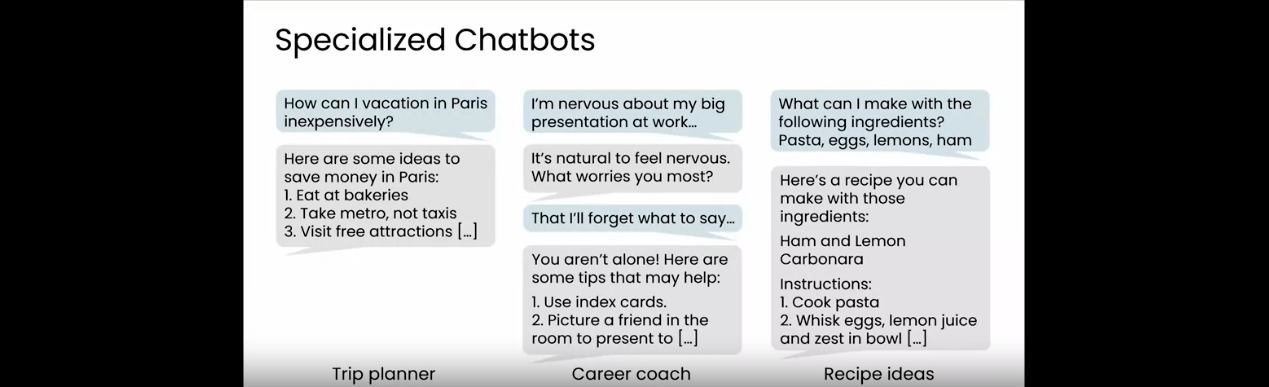 Specialized Chatbots
How can I vacation in Paris
inexpensively?
Here are some ideas to
save money in Paris:
1. Eat at bakeries
2. Take metro, not taxis
3. Visit free attractions [...]
Trip planner
I'm nervous about my big
presentation at work...
It's natural to feel nervous.
What worries you most?
That I'll forget what to say...
You aren't alone! Here are
some tips that may help:
1. Use index cards.
2. Picture a friend in the
room to present to [...]
Career coach
What can I make with the
following ingredients?
Pasta, eggs, lemons, ham
Here's a recipe you can
make with those
ingredients:
Ham and Lemon
Carbonara
Instructions:
1. Cook pasta
2. Whisk eggs, lemon juice
and zest in bowl [...]
Recipe ideas